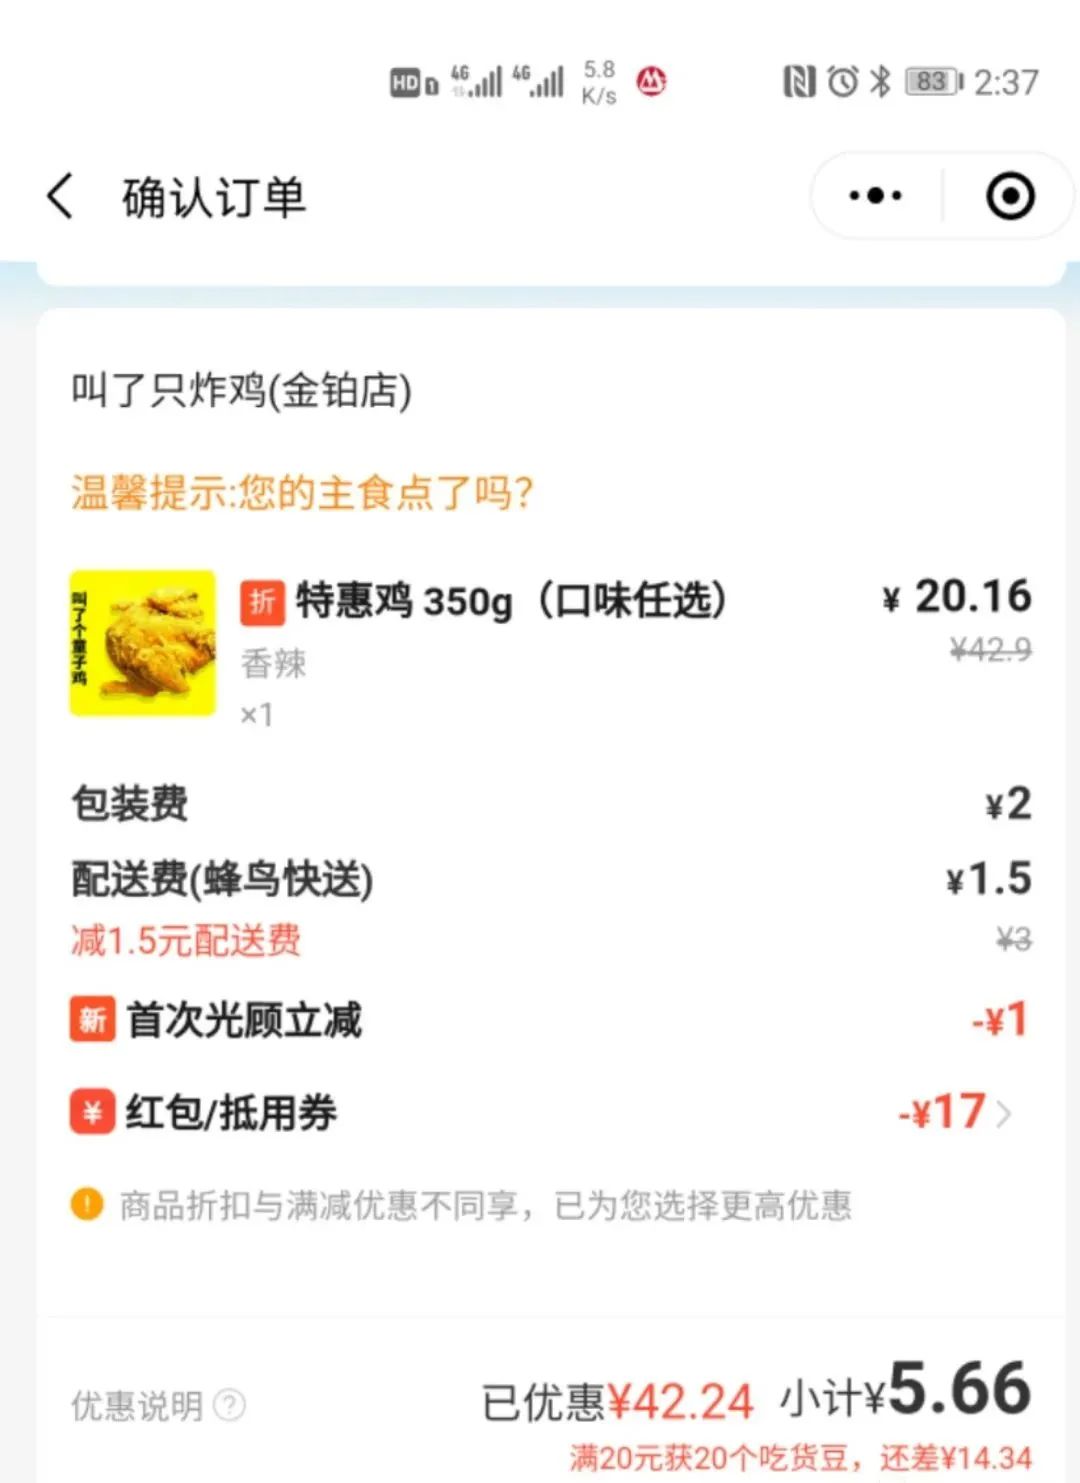 HD 1 4G 4G 5.8 K/s 83 2:37
确认订单
叫了只炸鸡(金铂店)
温馨提示:您的主食点了吗?
叫了个童子鸡
折 特惠鸡 350g（口味任选） ¥ 20.16
香辣 ¥42.9
×1
包装费 ¥2
配送费(蜂鸟快送) ¥1.5
减1.5元配送费 ¥3
新 首次光顾立减 -¥1
¥ 红包/抵用券 -¥17
! 商品折扣与满减优惠不同享，已为您选择更高优惠
优惠说明 ? 已优惠¥42.24 小计¥5.66
满20元获20个吃货豆，还差¥14.34